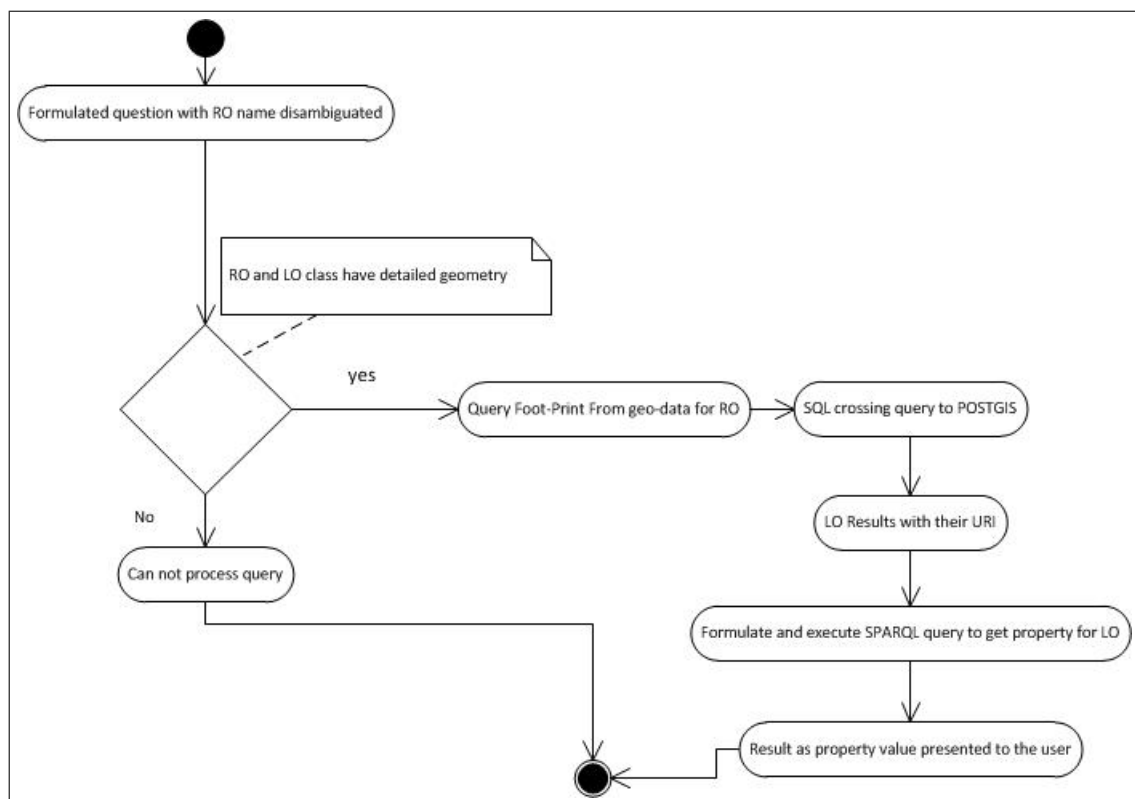 Formulated question with RO name disambiguated
RO and LO class have detailed geometry
yes
Query Foot-Print From geo-data for RO
SQL crossing query to POSTGIS
No
LO Results with their URI
Can not process query
Formulate and execute SPARQL query to get property for LO
Result as property value presented to the user